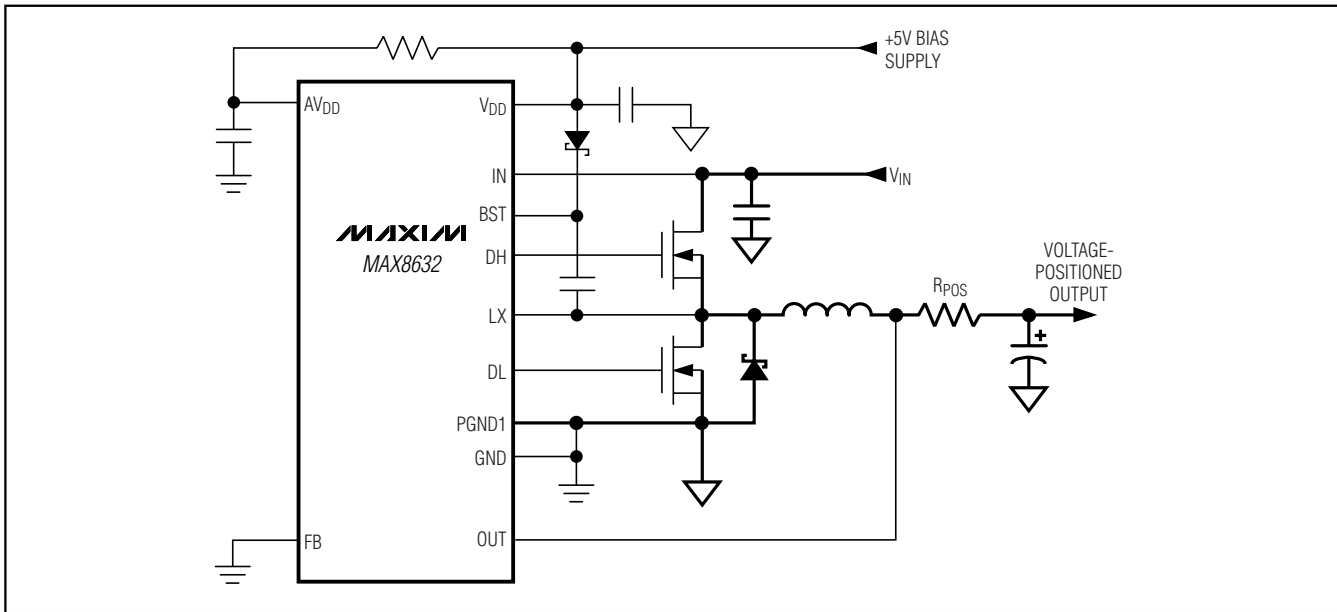 +5V BIAS
SUPPLY
AVDD
VDD
IN
VIN
BST
MAXIM
MAX8632
DH
VOLTAGE-
POSITIONED
OUTPUT
RPOS
LX
+
DL
PGND1
GND
FB
OUT